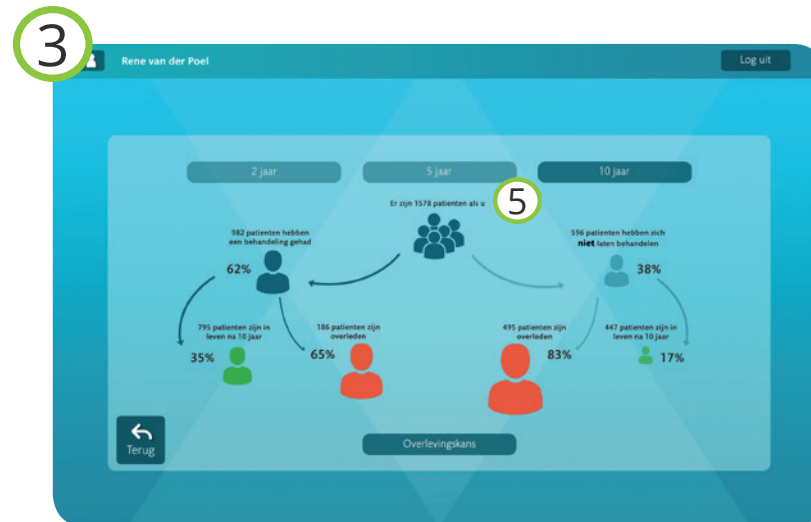 3
Rene van der Poel
Log uit
2 jaar
5 jaar
10 jaar
Er zijn 1578 patienten als u
5
982 patienten hebben
een behandeling gehad
62%
596 patienten hebben zich
niet laten behandelen
38%
795 patienten zijn in
leven na 10 jaar
35%
186 patienten zijn
overleden
65%
495 patienten zijn
overleden
83%
447 patienten zijn in
leven na 10 jaar
17%
Terug
Overlevingskans